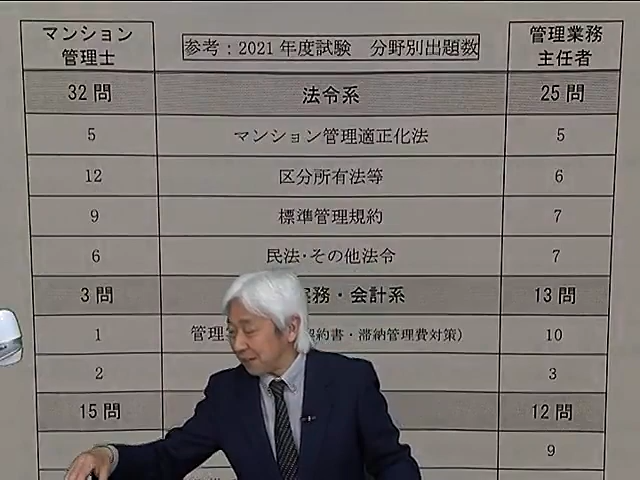 マンション
管理士
参考：2021年度試験　分野別出題数
管理業務
主任者
32問 法令系 25問
5 マンション管理適正化法 5
12 区分所有法等 6
9 標準管理規約 7
6 民法・その他法令 7
3問 務・会計系 13問
1 管理 契約書・滞納管理費対策） 10
2 3
15問 12問
9